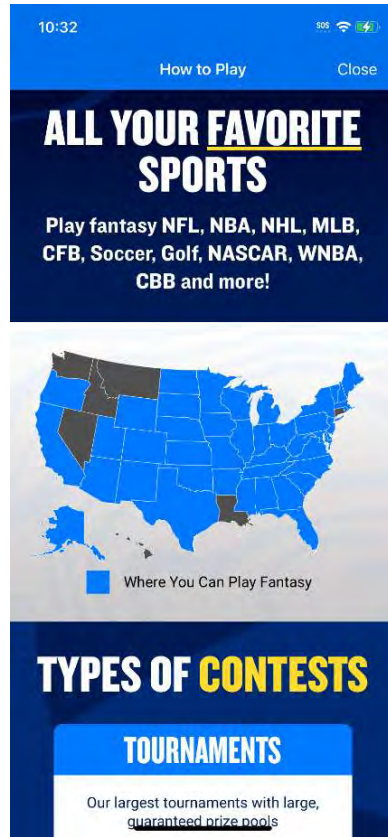 10:32
SOS
How to Play
Close
ALL YOUR FAVORITE
SPORTS
Play fantasy NFL, NBA, NHL, MLB,
CFB, Soccer, Golf, NASCAR, WNBA,
CBB and more!
Where You Can Play Fantasy
TYPES OF CONTESTS
TOURNAMENTS
Our largest tournaments with large,
guaranteed prize pools